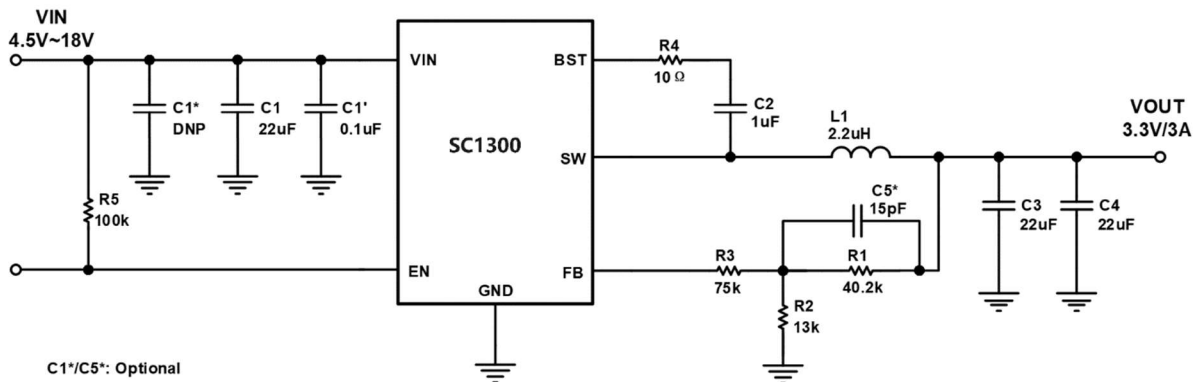 VIN
4.5V~18V
C1*
DNP
C1
22uF
C1'
0.1uF
R5
100k
VIN
EN
GND
SC1300
BST
SW
FB
R4
10 Ω
C2
1uF
L1
2.2uH
VOUT
3.3V/3A
C5*
15pF
R3
75k
R1
40.2k
R2
13k
C3
22uF
C4
22uF
C1*/C5*: Optional